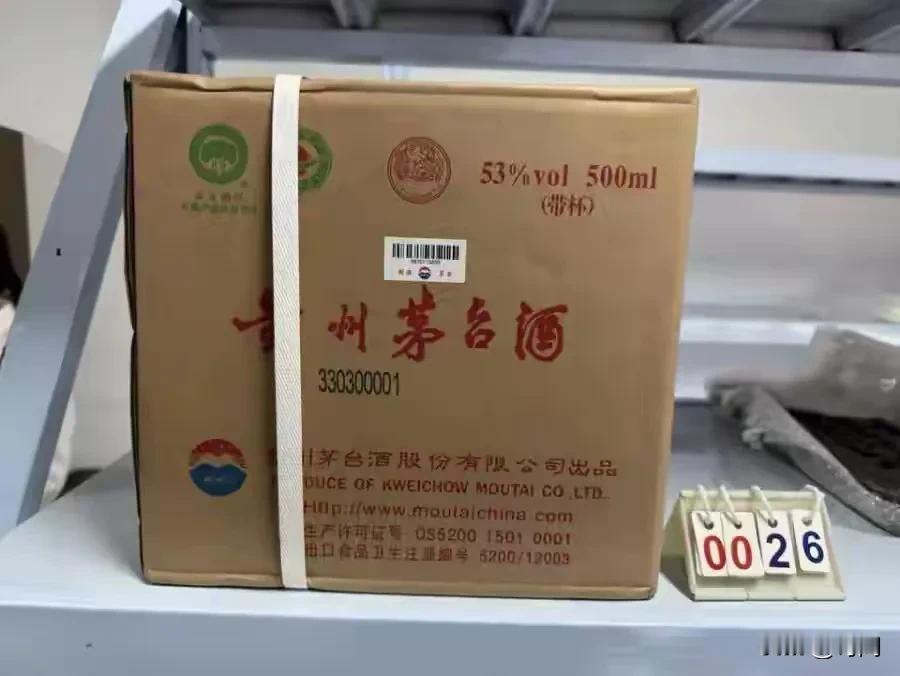 53%vol 500ml
(带杯)
州茅台酒
330300001
州茅台酒股份有限公司出品
ODUCE OF KWEICHOW MOUTAI CO.,LTD.
Http://www.moutaichina.com
生产许可证号 QS5200 1501 0001
出口食品卫生注册编号 5200/12003
0026